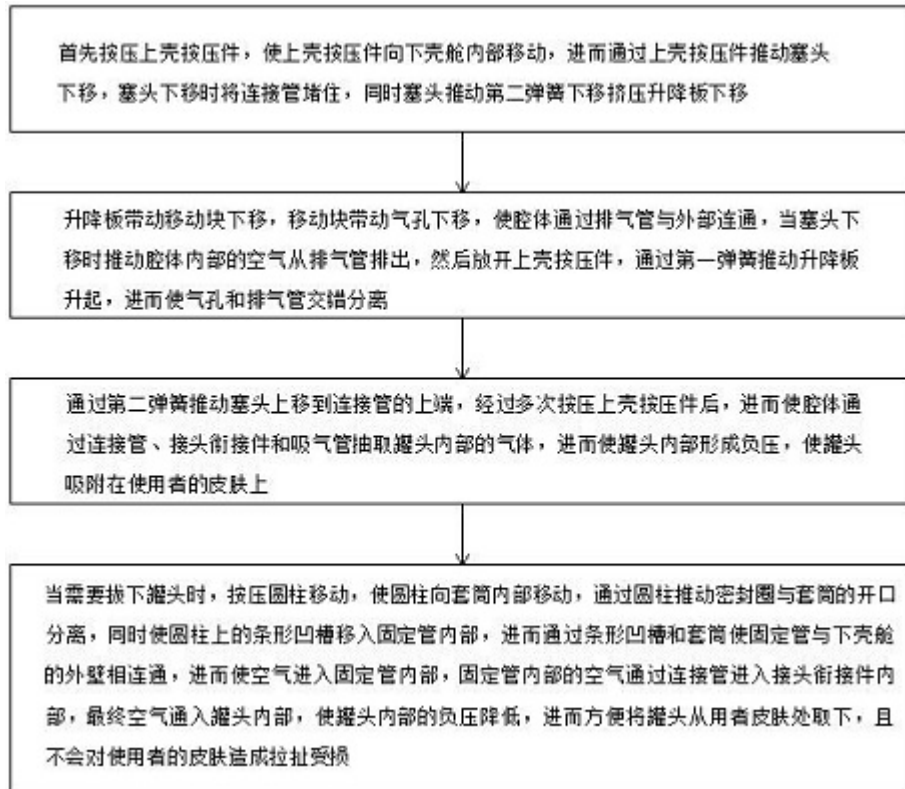 首先按压上壳按压件，使上壳按压件向下壳舱内部移动，进而通过上壳按压件推动塞头
下移，塞头下移时将连接管堵住，同时塞头推动第二弹簧下移挤压升降板下移
升降板带动移动块下移，移动块带动气孔下移，使腔体通过排气管与外部连通，当塞头下
移时推动腔体内部的空气从排气管排出，然后放开上壳按压件，通过第一弹簧推动升降板
升起，进而使气孔和排气管交错分离
通过第二弹簧推动塞头上移到连接管的上端，经过多次按压上壳按压件后，进而使腔体通
过连接管、接头衔接件和吸气管抽取罐头内部的气体，进而使罐头内部形成负压，使罐头
吸附在使用者的皮肤上
当需要拔下罐头时，按压圆柱移动，使圆柱向套筒内部移动，通过圆柱推动密封圈与套筒的开口
分离，同时使圆柱上的条形凹槽移入固定管内部，进而通过条形凹槽和套筒使固定管与下壳舱
的外壁相连通，进而使空气进入固定管内部，固定管内部的空气通过连接管进入接头衔接件内
部，最终空气通入罐头内部，使罐头内部的负压降低，进而方便将罐头从用者皮肤处取下，且
不会对使用者的皮肤造成拉扯受损